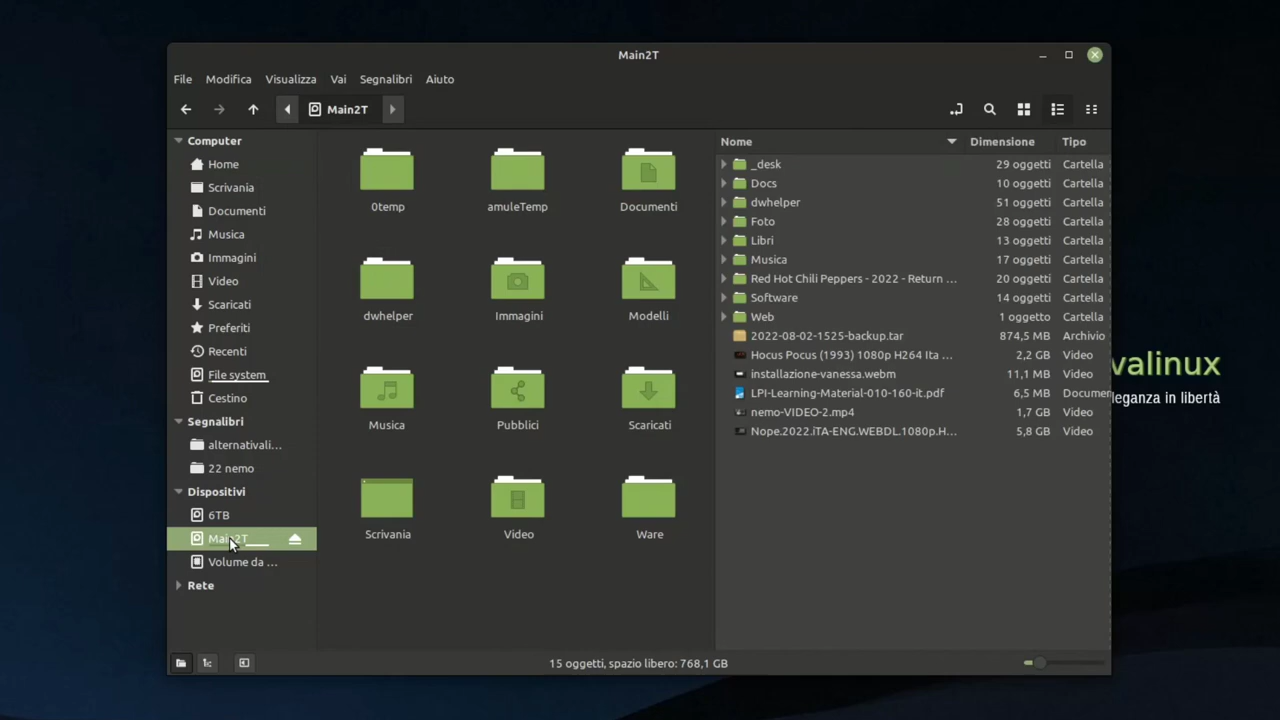 Main2T
File Modifica Visualizza Vai Segnalibri Aiuto
Main2T
Computer
Home
Scrivania
Documenti
Musica
Immagini
Video
Scaricati
Preferiti
Recenti
File system
Cestino
Segnalibri
alternativali...
22 nemo
Dispositivi
6TB
Main2T
Volume da ...
Rete
0temp amuleTemp Documenti
dwhelper Immagini Modelli
Musica Pubblici Scaricati
Scrivania Video Ware
Nome Dimensione Tipo
_desk 29 oggetti Cartella
Docs 10 oggetti Cartella
dwhelper 51 oggetti Cartella
Foto 28 oggetti Cartella
Libri 13 oggetti Cartella
Musica 17 oggetti Cartella
Red Hot Chili Peppers - 2022 - Return ... 20 oggetti Cartella
Software 14 oggetti Cartella
Web 1 oggetto Cartella
2022-08-02-1525-backup.tar 874,5 MB Archivio
Hocus Pocus (1993) 1080p H264 Ita ... 2,2 GB Video
installazione-vanessa.webm 11,1 MB Video
LPI-Learning-Material-010-160-it.pdf 6,5 MB Documen
nemo-VIDEO-2.mp4 1,7 GB Video
Nope.2022.iTA-ENG.WEBDL.1080p.H... 5,8 GB Video
valinux
leganza in libertà
15 oggetti, spazio libero: 768,1 GB